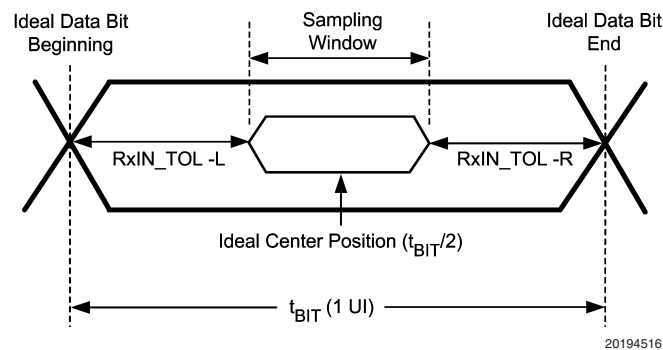 Ideal Data Bit
Beginning
Sampling
Window
Ideal Data Bit
End
RxIN_TOL -L
RxIN_TOL -R
Ideal Center Position (tBIT/2)
tBIT (1 UI)
20194516